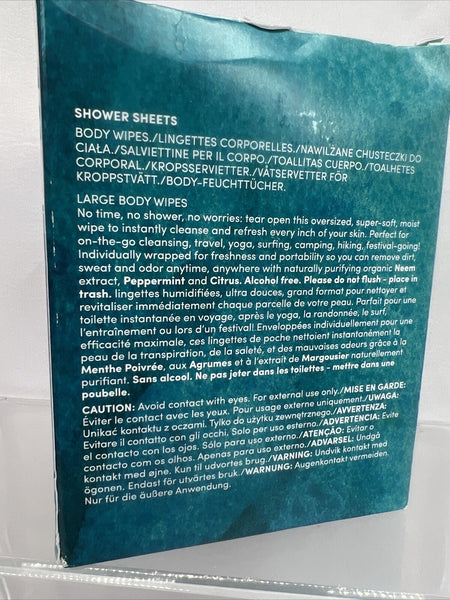 SHOWER SHEETS
BODY WIPES./LINGETTES CORPORELLES./NAWILŻANE CHUSTECZKI DO
CIAŁA./SALVIETTINE PER IL CORPO./TOALLITAS CUERPO./TOALHETES
CORPORAL./KROPSSERVIETTER./VÅTSERVETTER FÖR
KROPPSTVÄTT./BODY-FEUCHTTÜCHER.
LARGE BODY WIPES
No time, no shower, no worries: tear open this oversized, super-soft, moist
wipe to instantly cleanse and refresh every inch of your skin. Perfect for
on-the-go cleansing, travel, yoga, surfing, camping, hiking, festival-going!
Individually wrapped for freshness and portability so you can remove dirt,
sweat and odor anytime, anywhere with naturally purifying organic Neem
extract, Peppermint and Citrus. Alcohol free. Please do not flush - place in
trash. lingettes humidifiées, ultra douces, grand format pour nettoyer et
revitaliser immédiatement chaque parcelle de votre peau. Parfait pour une
toilette instantanée en voyage, après le yoga, la randonnée, le surf,
l'entraînement ou lors d'un festival! Enveloppées individuellement pour une
efficacité maximale, ces lingettes de poche nettoient instantanément la
peau de la transpiration, de la saleté, et des mauvaises odeurs grâce à la
Menthe Poivrée, aux Agrumes et à l'extrait de Margousier naturellement
purifiant. Sans alcool. Ne pas jeter dans les toilettes - mettre dans une
poubelle.
CAUTION: Avoid contact with eyes. For external use only./MISE EN GARDE:
Éviter le contact avec les yeux. Pour usage externe uniquement./UWAGA:
Unikać kontaktu z oczami. Tylko do użytku zewnętrznego./AVVERTENZA:
Evitare il contatto con gli occhi. Solo per uso esterno./ADVERTENCIA: Evite
el contacto con los ojos. Sólo para uso externo./ATENÇÃO: Evitar o
contacto com os olhos. Apenas para uso externo./ADVARSEL: Undgå
kontakt med øjne. Kun til udvortes brug./VARNING: Undvik kontakt med
ögonen. Endast för utvärtes bruk./WARNUNG: Augenkontakt vermeiden.
Nur für die äußere Anwendung.